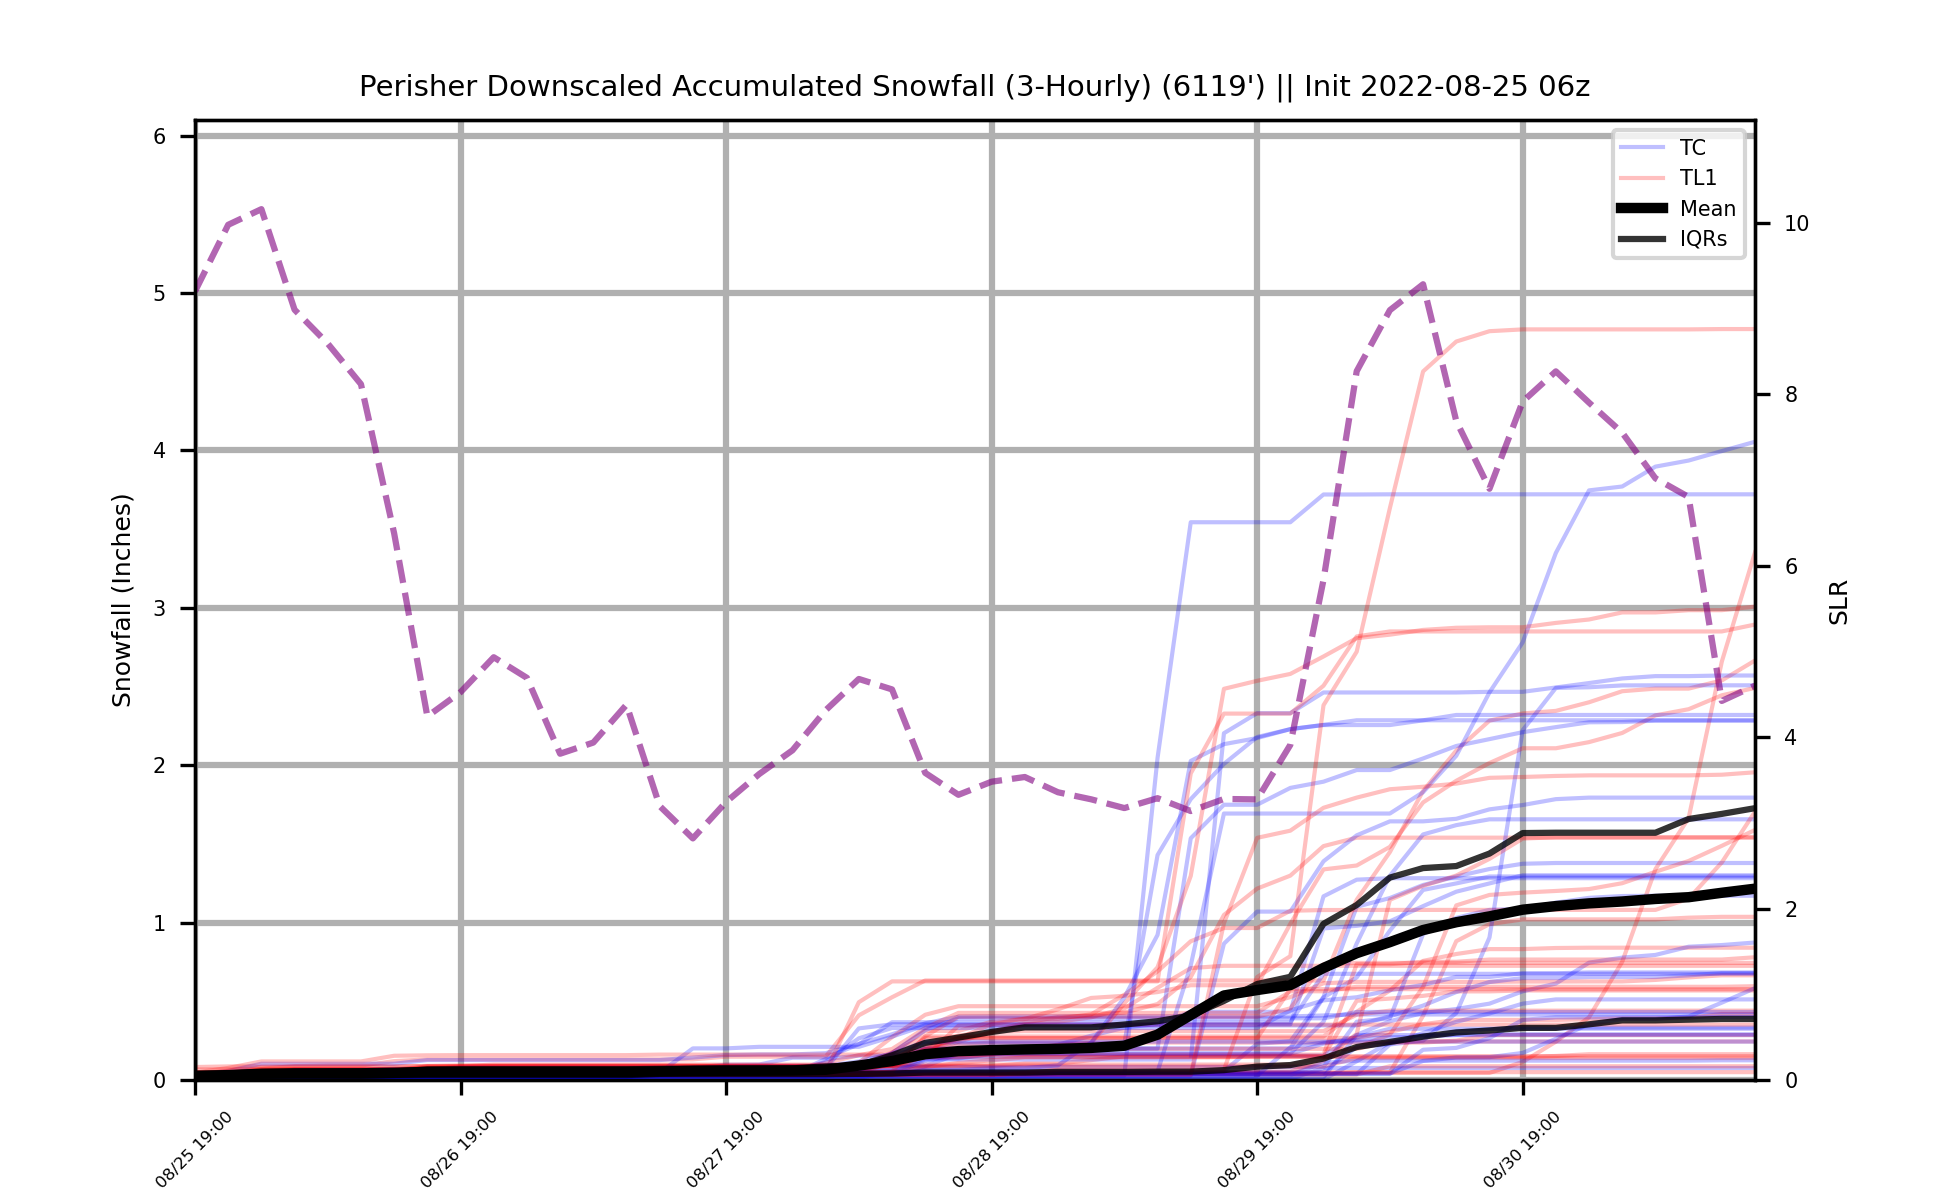 Perisher Downscaled Accumulated Snowfall (3-Hourly) (6119') || Init 2022-08-25 06z
TC
TL1
Mean
IQRs
Snowfall (Inches)
6
5
4
3
2
1
0
SLR
10
8
6
4
2
0
08/25 19:00
08/26 19:00
08/27 19:00
08/28 19:00
08/29 19:00
08/30 19:00